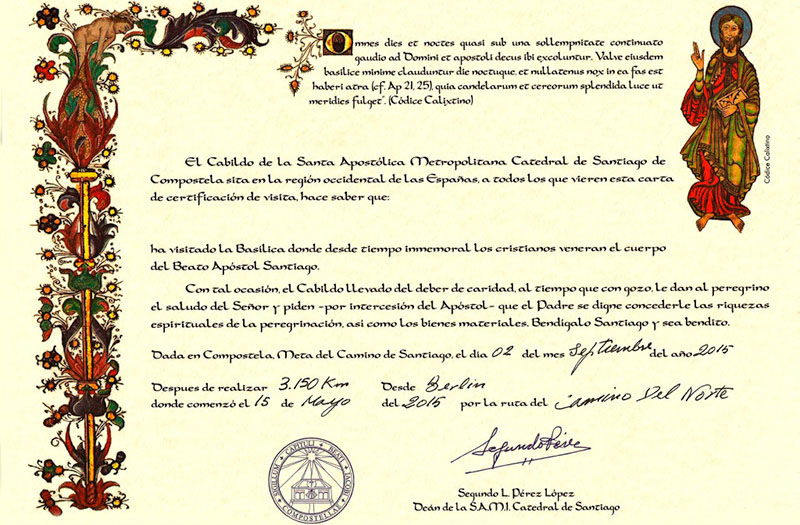 Omnes dies et noctes quasi sub una sollempnitate continuato
gaudio ad Domini et apostoli decus ibi excoluntur. Valve eiusdem
basilice minime clauduntur die noctuque, et nullatenus nox in ea fas est
haberi atra (cf. Ap 21, 25), quia candelarum et cereorum splendida luce ut
meridies fulget". (Códice Calixtino)
Códice Calixtino
El Cabildo de la Santa Apostólica Metropolitana Catedral de Santiago de
Compostela sita en la región occidental de las Españas, a todos los que vieren esta carta
de certificación de visita, hace saber que:
ha visitado la Basilica donde desde tiempo inmemoral los cristianos veneran el cuerpo
del Beato Apóstol Santiago.
Con tal ocasión, el Cabildo llevado del deber de caridad, al tiempo que con gozo, le dan al peregrino
el saludo del Señor y piden -por intercesión del Apóstol- que el Padre se digne concederle las riquezas
espirituales de la peregrinación, asi como los bienes materiales. Bendigalo Santiago y sea bendito.
Dada en Compostela, Meta del Camino de Santiago, el dia 02 del mes Septiembre del año 2015
Despues de realizar 3.150 Km Desde Berlin
donde comenzó el 15 de Mayo del 2015 por la ruta del Camino Del Norte
Segundo Pérez
SIGILLUM CAPITULI BEATI IACOBI COMPOSTELLAE
Segundo L. Pérez López
Deán de la S.A.M.I. Catedral de Santiago